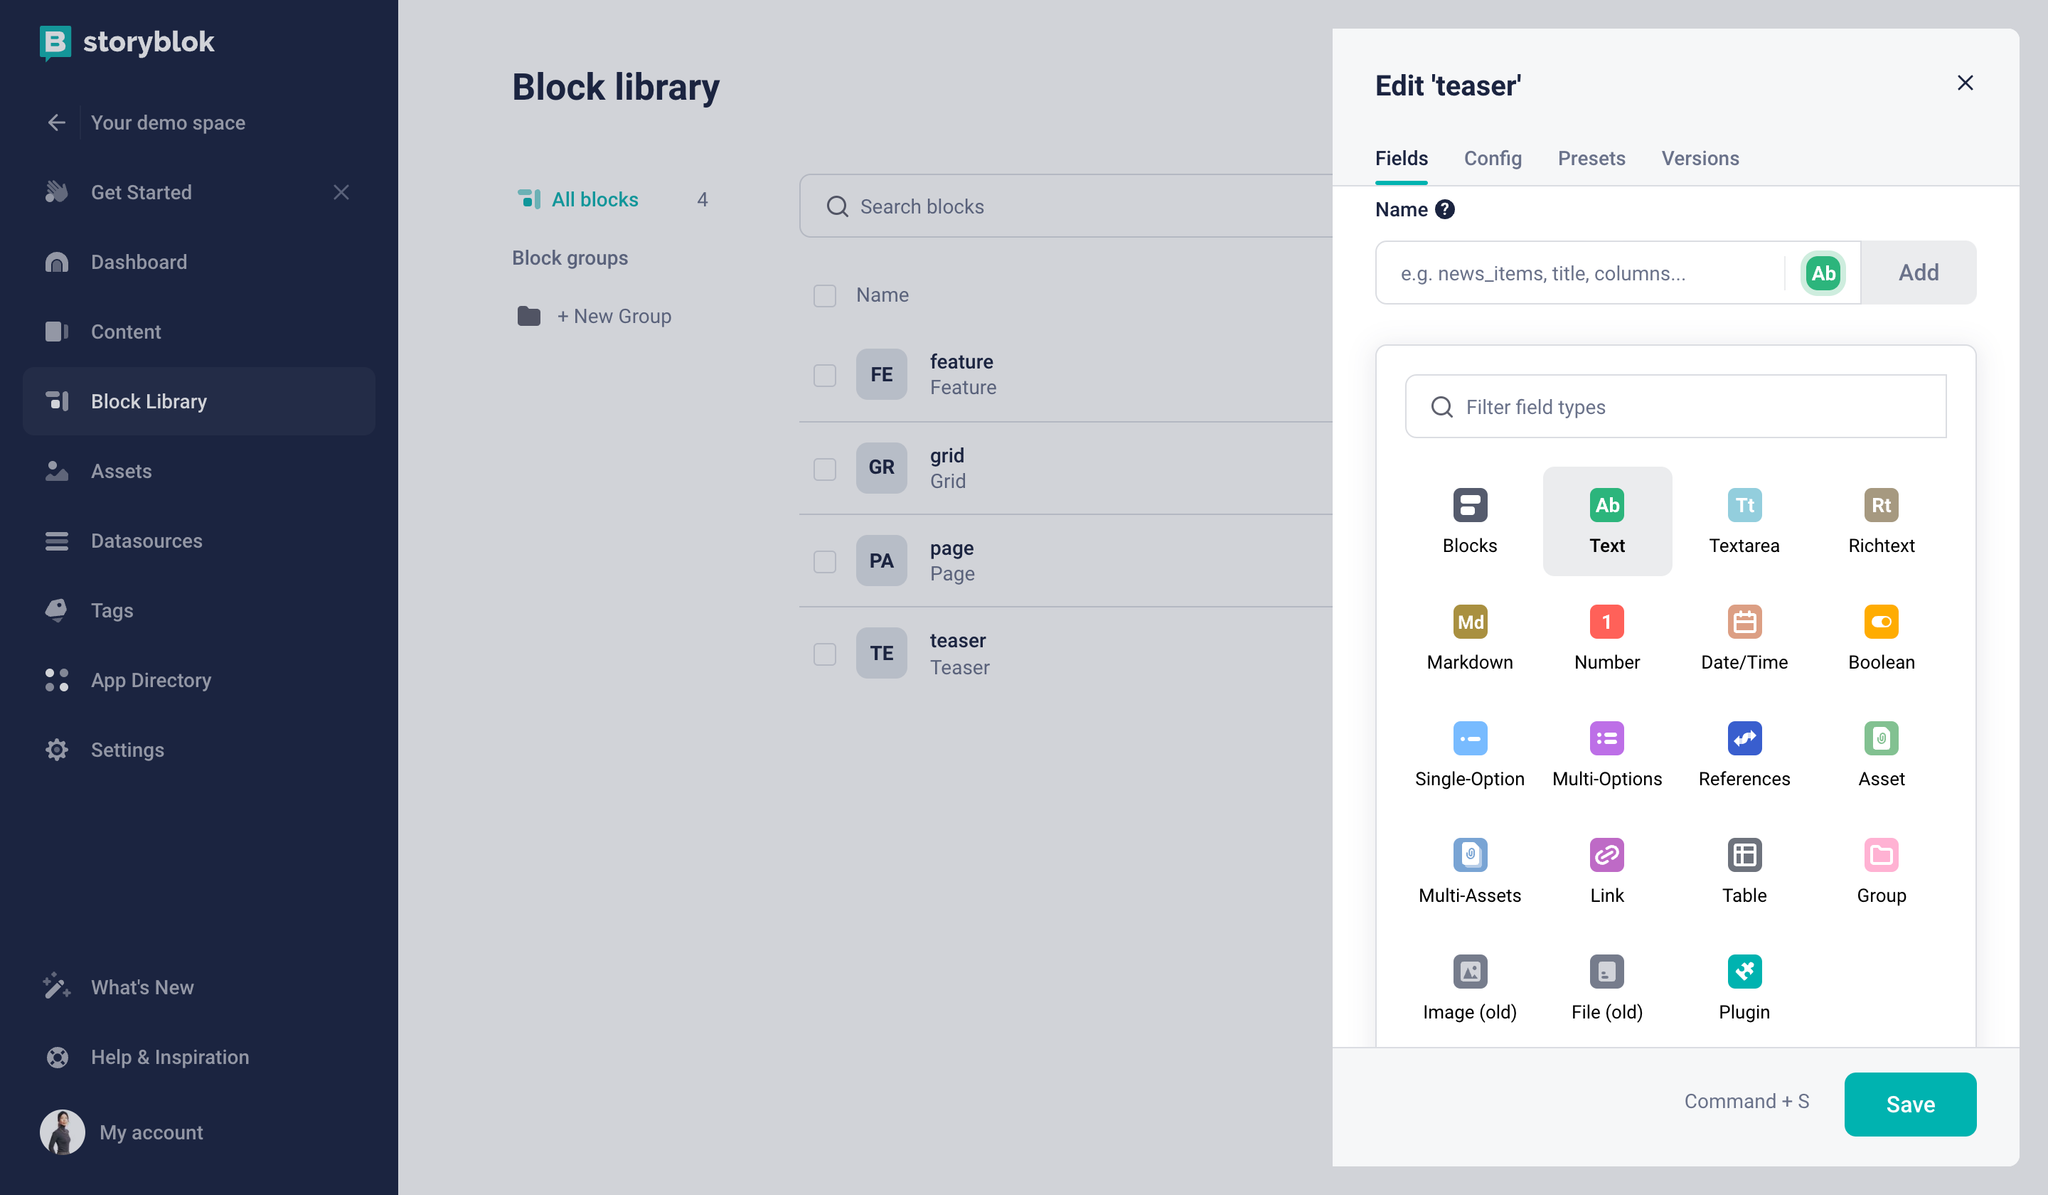 storyblok
Your demo space
Get Started
Dashboard
Content
Block Library
Assets
Datasources
Tags
App Directory
Settings
What's New
Help & Inspiration
My account
Block library
All blocks 4
Block groups
+ New Group
Search blocks
Name
FE feature
Feature
GR grid
Grid
PA page
Page
TE teaser
Teaser
Edit 'teaser'
Fields Config Presets Versions
Name ?
e.g. news_items, title, columns... Ab Add
Filter field types
Ab Tt Rt
Blocks Text Textarea Richtext
Md 1
Markdown Number Date/Time Boolean
Single-Option Multi-Options References Asset
Multi-Assets Link Table Group
Image (old) File (old) Plugin
Command + S Save